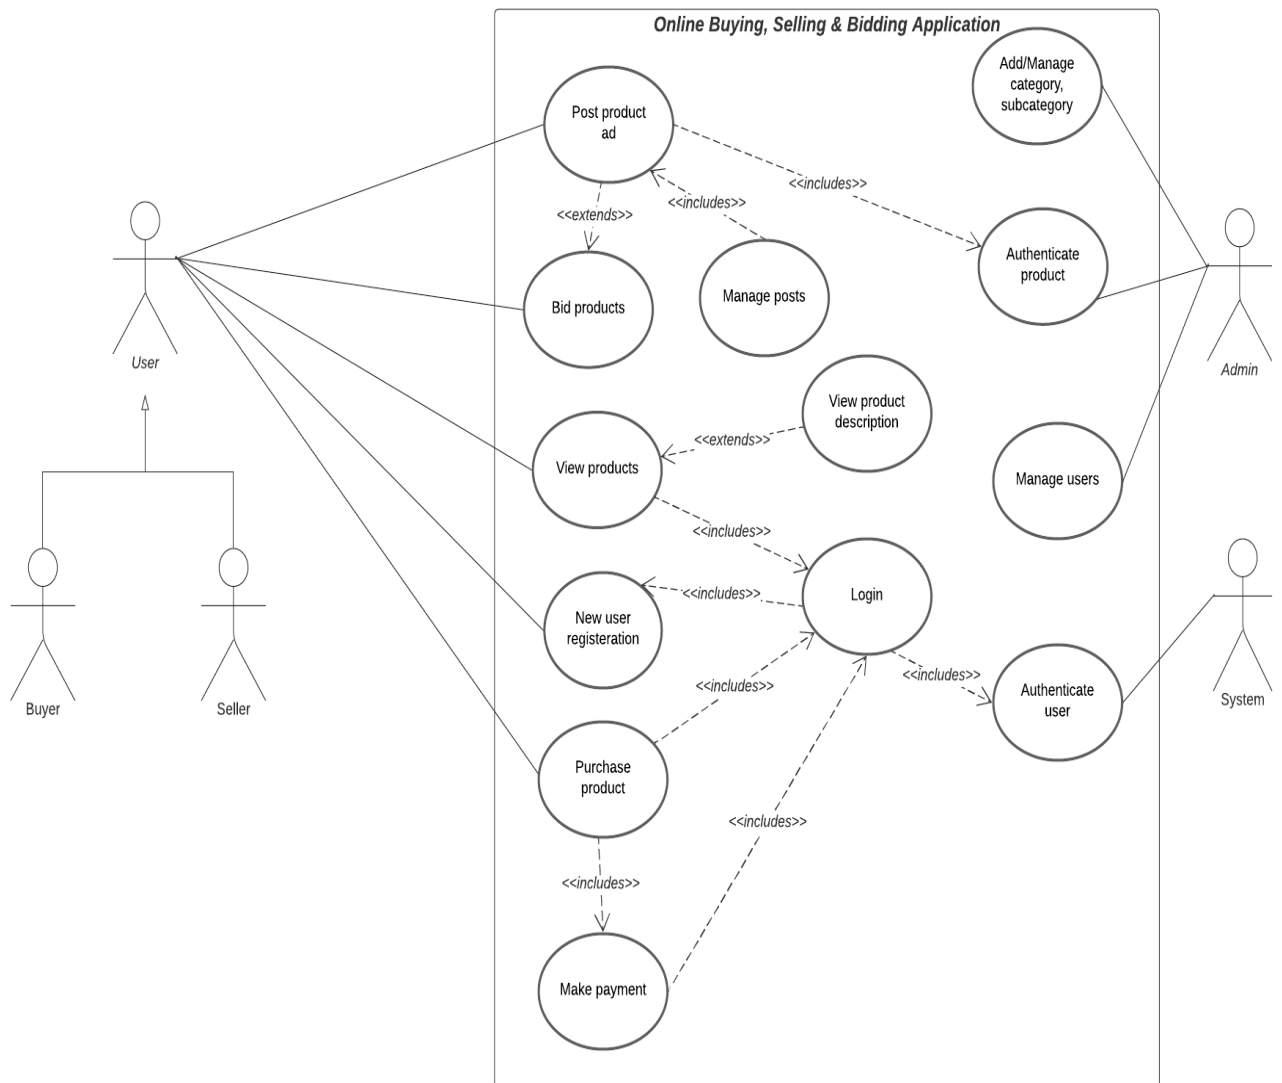 Online Buying, Selling & Bidding Application
Add/Manage
category,
subcategory
Post product
ad
<<includes>>
<<includes>>
<<extends>>
Authenticate
product
Bid products
Manage posts
User
Admin
View product
description
<<extends>>
View products
Manage users
<<includes>>
Login
<<includes>>
New user
registeration
<<includes>>
<<includes>>
Authenticate
user
Buyer
Seller
System
Purchase
product
<<includes>>
<<includes>>
Make payment